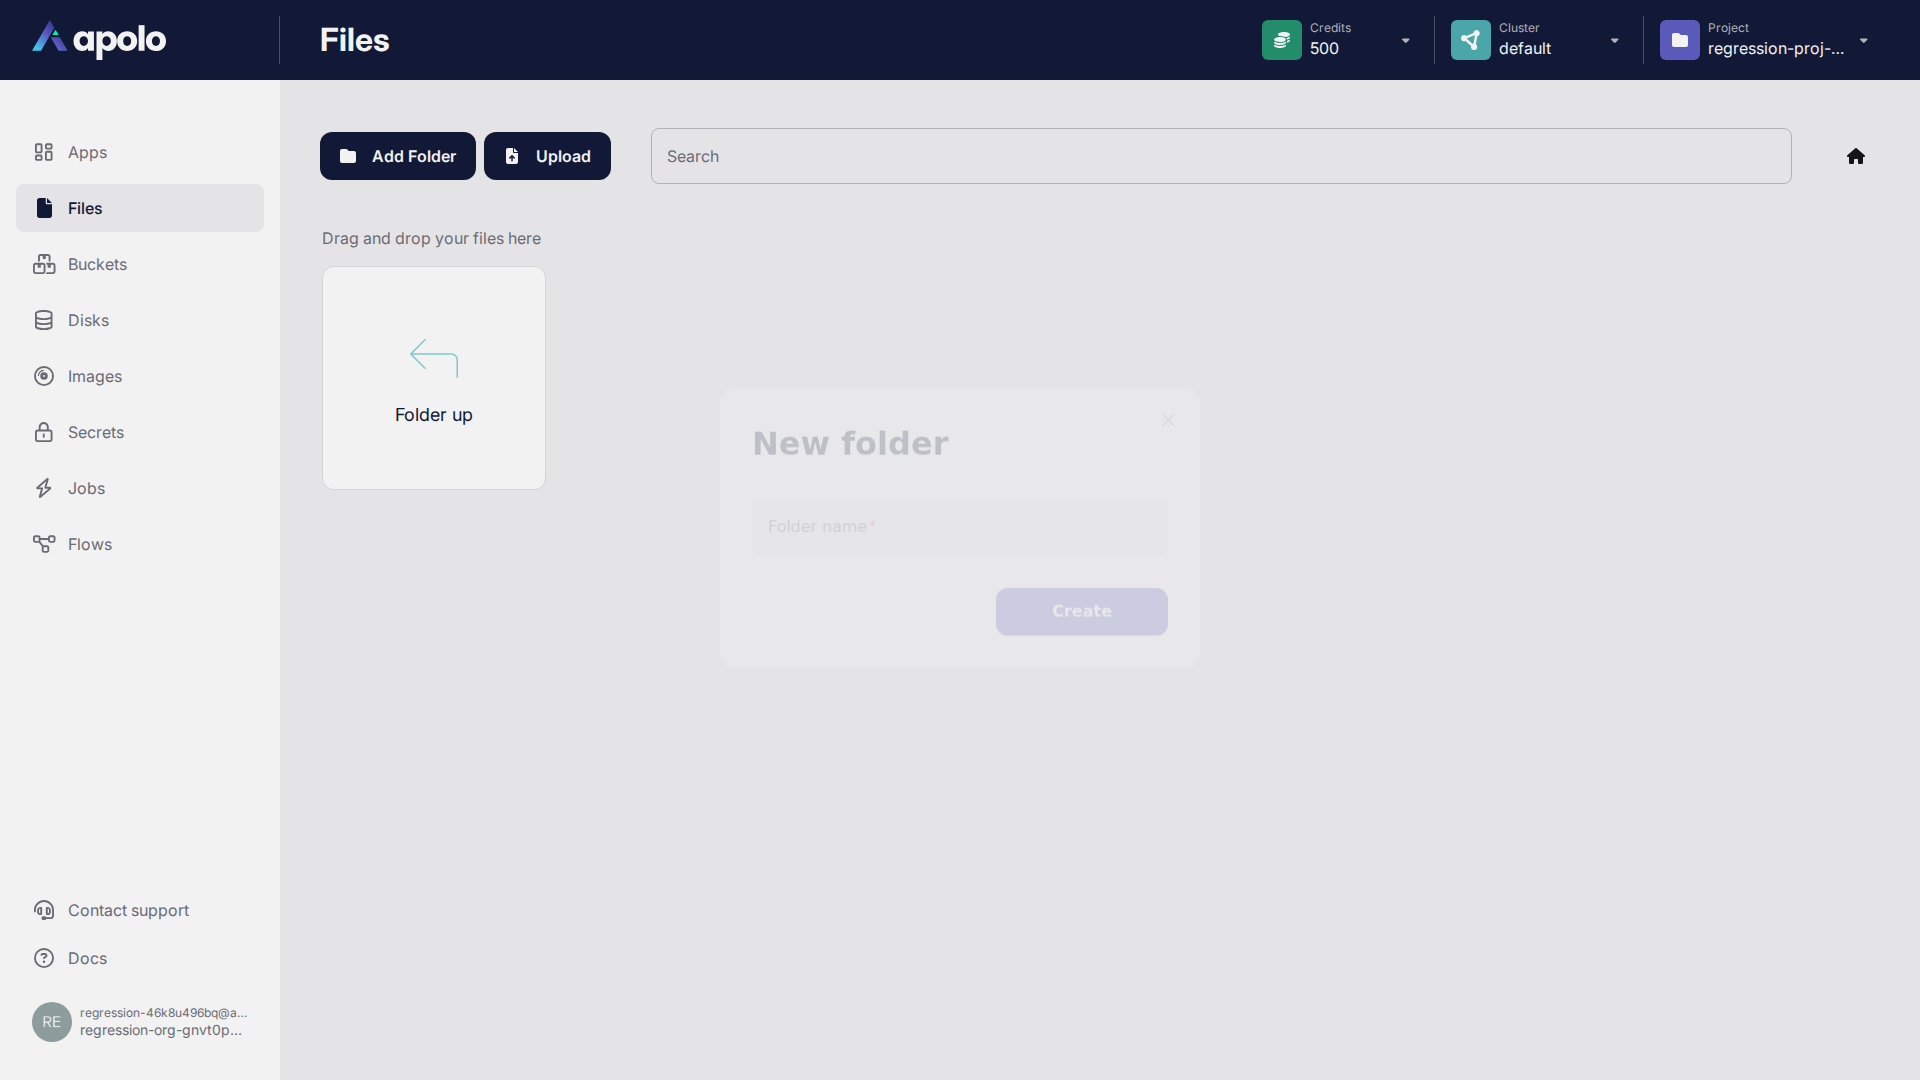 apolo
Files
Credits
500
Cluster
default
Project
regression-proj-...
Apps
Files
Buckets
Disks
Images
Secrets
Jobs
Flows
Contact support
Docs
RE
regression-46k8u496bq@a...
regression-org-gnvt0p...
Add Folder
Upload
Search
Drag and drop your files here
Folder up
New folder
Folder name*
Create